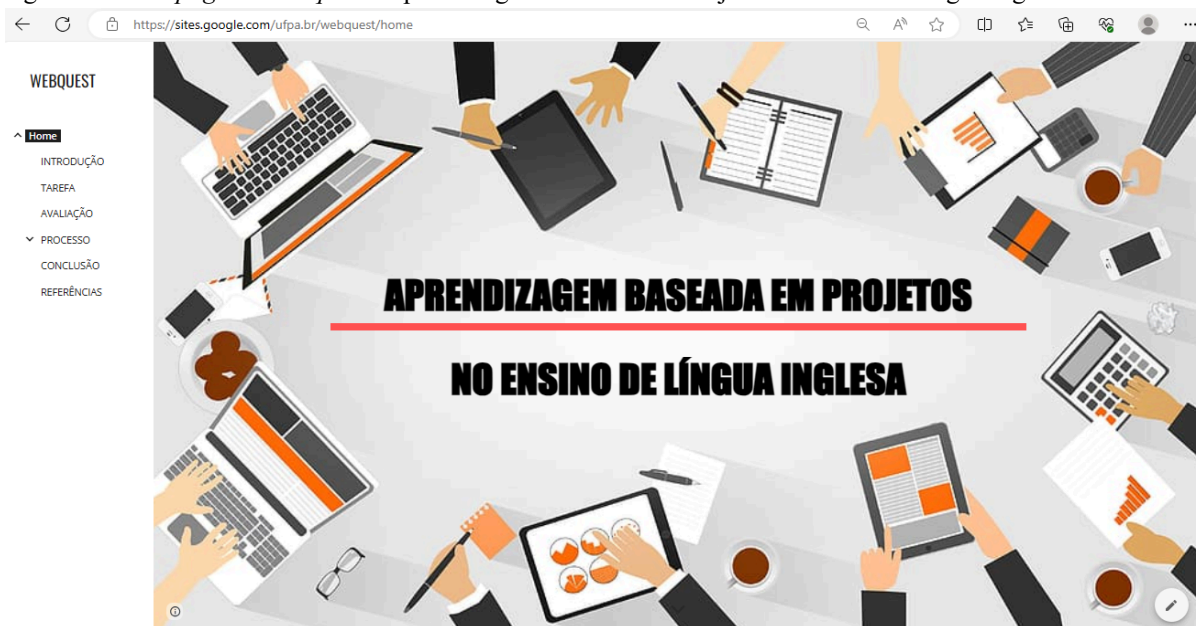 https://sites.google.com/ufpa.br/webquest/home
WEBQUEST
Home
INTRODUÇÃO
TAREFA
AVALIAÇÃO
PROCESSO
CONCLUSÃO
REFERÊNCIAS
APRENDIZAGEM BASEADA EM PROJETOS
NO ENSINO DE LÍNGUA INGLESA